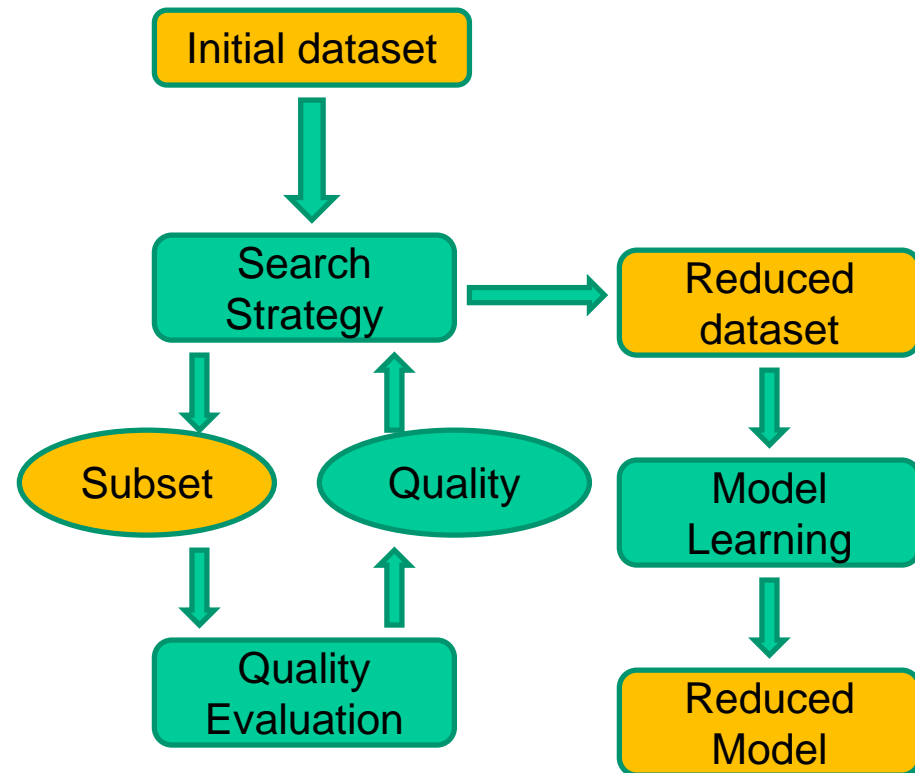 Initial dataset
Search
Strategy
Reduced
dataset
Subset
Quality
Model
Learning
Quality
Evaluation
Reduced
Model